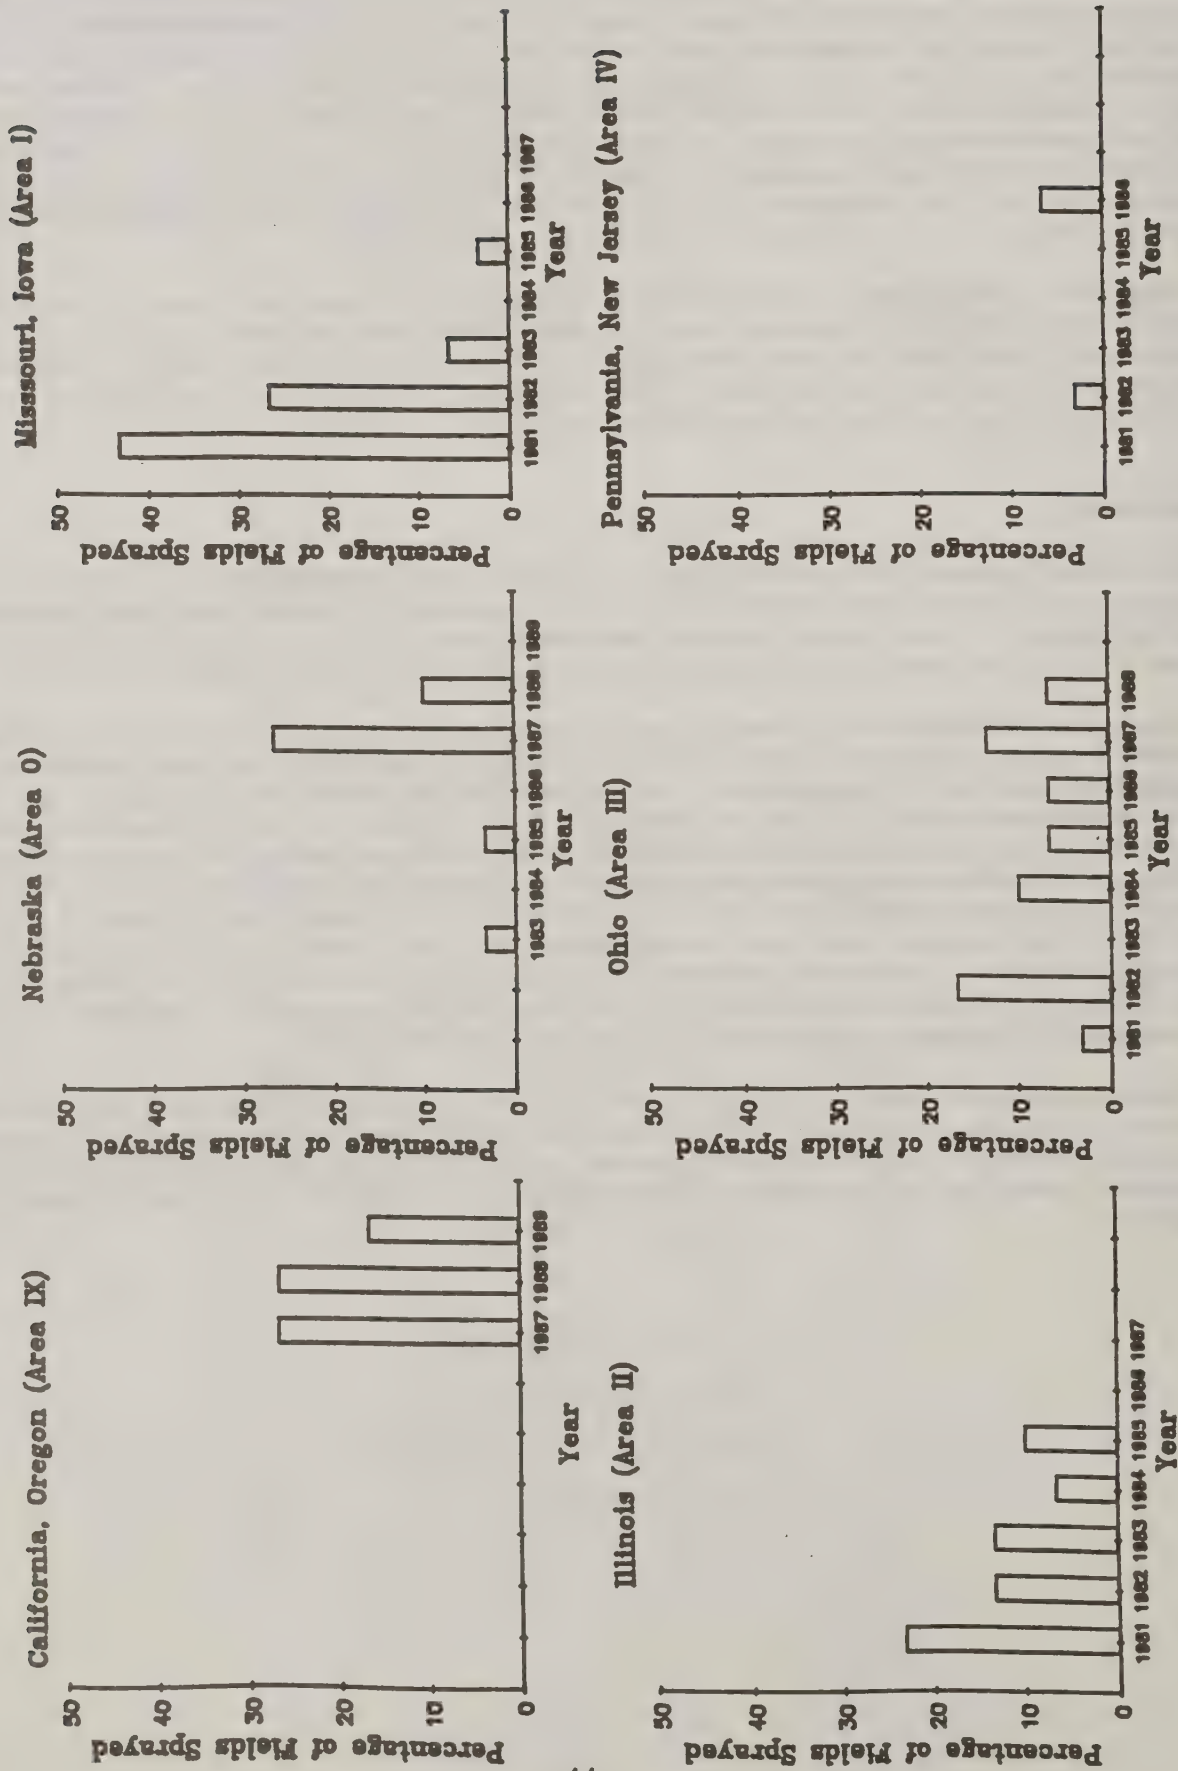 California, Oregon (Area IX)
Percentage of Fields Sprayed
50
40
30
20
10
0
1987 1988 1989
Year
Nebraska (Area 0)
Percentage of Fields Sprayed
50
40
30
20
10
0
1983 1984 1985 1986 1987 1988 1989
Year
Misssouri, Iowa (Area I)
Percentage of Fields Sprayed
50
40
30
20
10
0
1981 1982 1983 1984 1985 1986 1987
Year
Illinois (Area II)
Percentage of Fields Sprayed
50
40
30
20
10
0
1981 1982 1983 1984 1985 1986 1987
Year
Ohio (Area III)
Percentage of Fields Sprayed
50
40
30
20
10
0
1981 1982 1983 1984 1985 1986 1987 1988
Year
Pennsylvania, New Jersey (Area IV)
Percentage of Fields Sprayed
50
40
30
20
10
0
1981 1982 1983 1984 1985 1986
Year